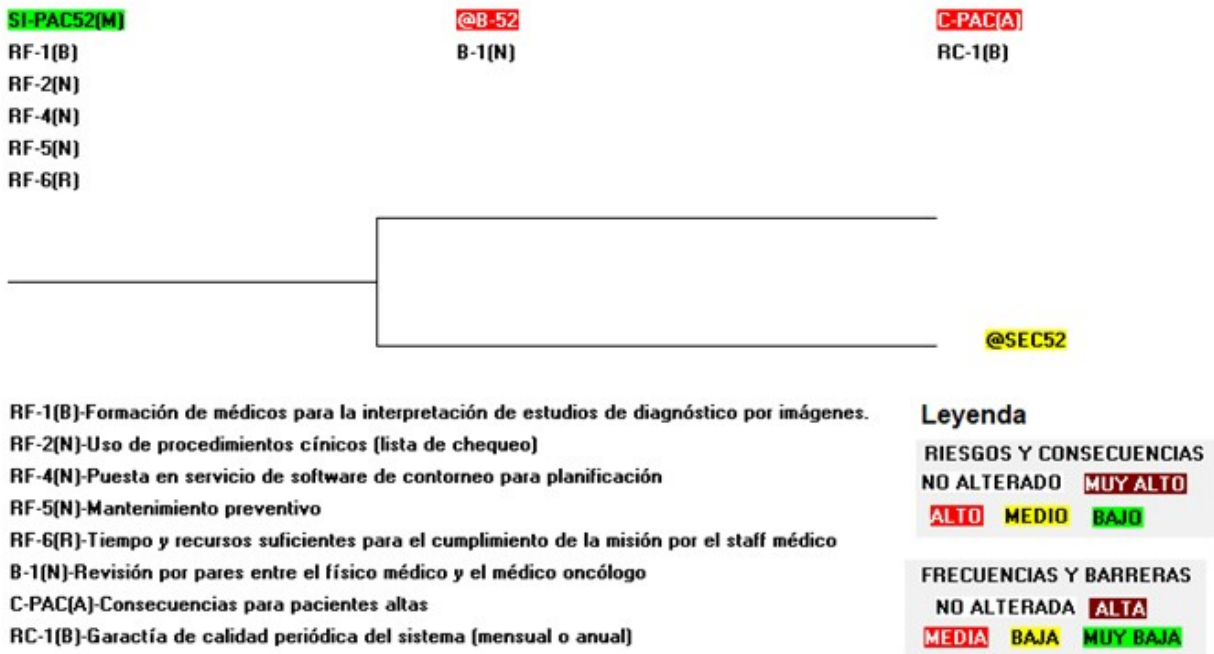 SI-PAC52(M)
@B-52
C-PAC(A)
RF-1(B)
B-1(N)
RC-1(B)
RF-2(N)
RF-4(N)
RF-5(N)
RF-6(R)
@SEC52
RF-1(B)-Formación de médicos para la interpretación de estudios de diagnóstico por imágenes.
RF-2(N)-Uso de procedimientos cínicos (lista de chequeo)
RF-4(N)-Puesta en servicio de software de contorneo para planificación
RF-5(N)-Mantenimiento preventivo
RF-6(R)-Tiempo y recursos suficientes para el cumplimiento de la misión por el staff médico
B-1(N)-Revisión por pares entre el físico médico y el médico oncólogo
C-PAC(A)-Consecuencias para pacientes altas
RC-1(B)-Garactía de calidad periódica del sistema (mensual o anual)
Leyenda
RIESGOS Y CONSECUENCIAS
NO ALTERADO MUY ALTO
ALTO MEDIO BAJO
FRECUENCIAS Y BARRERAS
NO ALTERADA ALTA
MEDIA BAJA MUY BAJA